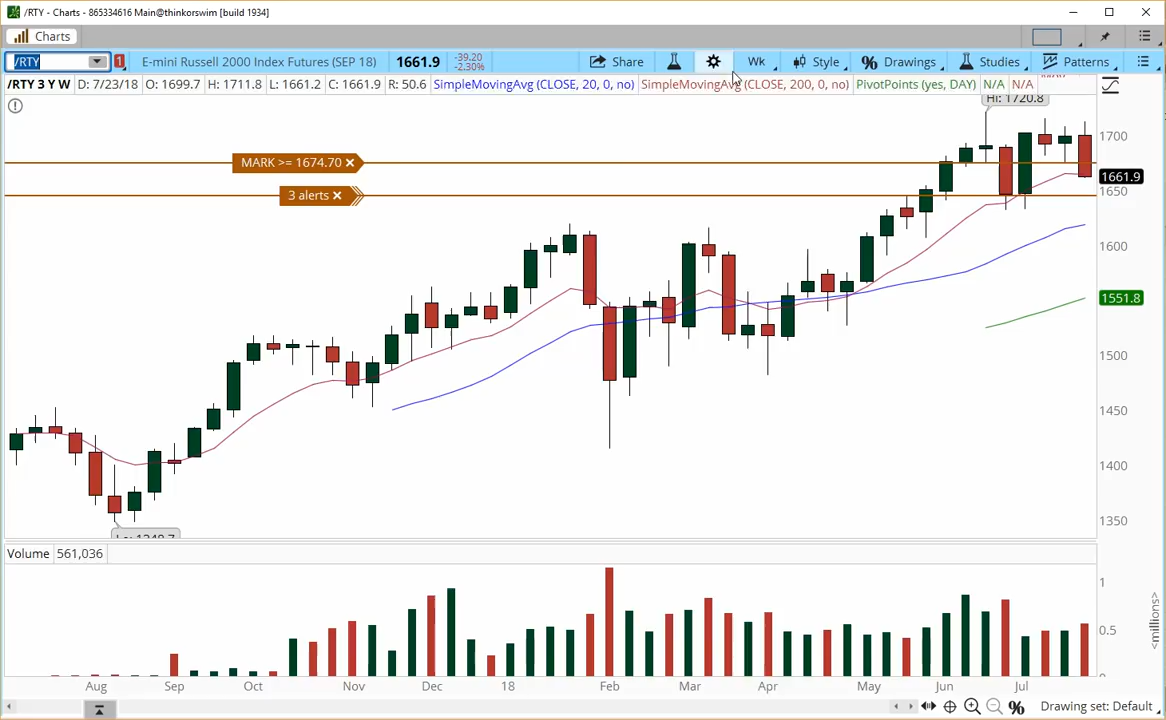 /RTY - Charts - 865334616 Main@thinkorswim [build 1934]
Charts
/RTY 1 E-mini Russell 2000 Index Futures (SEP 18) 1661.9 -39.20 -2.30% Share Wk Style Drawings Studies Patterns
/RTY 3 Y W D: 7/23/18 O: 1699.7 H: 1711.8 L: 1661.2 C: 1661.9 R: 50.6 SimpleMovingAvg (CLOSE, 20, 0, no) SimpleMovingAvg (CLOSE, 200, 0, no) PivotPoints (yes, DAY) N/A N/A
Hi: 1720.8
1700
MARK >= 1674.70
1661.9
1650
3 alerts
1600
1551.8
1500
1450
1400
1350
Lo: 1348.7
Volume 561,036
1
0.5
<millions>
Aug Sep Oct Nov Dec 18 Feb Mar Apr May Jun Jul
Drawing set: Default